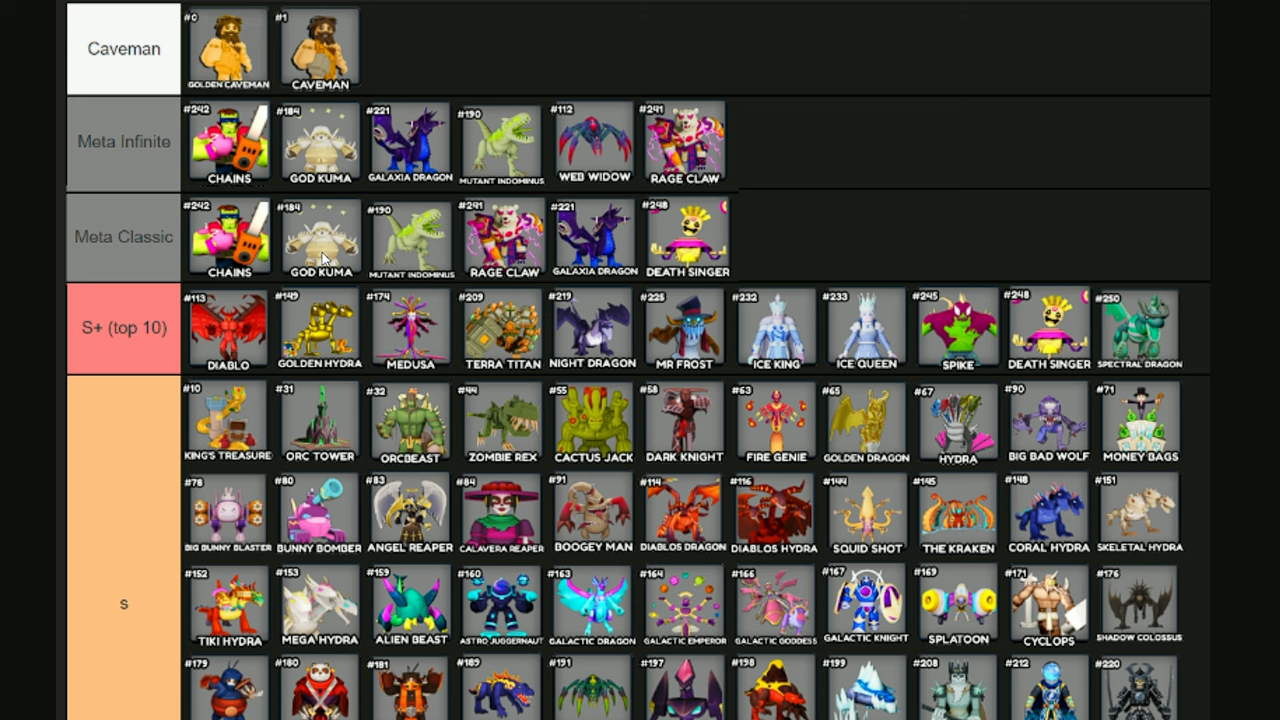 Caveman
#0 #1
GOLDEN CAVEMAN CAVEMAN
Meta Infinite
#242 #184 #221 #190 #112 #241
CHAINS GOD KUMA GALAXIA DRAGON MUTANT INDOMINUS WEB WIDOW RAGE CLAW
Meta Classic
#242 #184 #190 #241 #221 #248
CHAINS GOD KUMA MUTANT INDOMINUS RAGE CLAW GALAXIA DRAGON DEATH SINGER
S+ (top 10)
#113 #149 #174 #209 #219 #225 #232 #233 #245 #248 #250
DIABLO GOLDEN HYDRA MEDUSA TERRA TITAN NIGHT DRAGON MR FROST ICE KING ICE QUEEN SPIKE DEATH SINGER SPECTRAL DRAGON
s
#10 #31 #32 #44 #55 #58 #63 #65 #67 #90 #71
KING'S TREASURE ORC TOWER ORCBEAST ZOMBIE REX CACTUS JACK DARK KNIGHT FIRE GENIE GOLDEN DRAGON HYDRA BIG BAD WOLF MONEY BAGS
#78 #80 #83 #84 #91 #114 #116 #144 #145 #148 #151
BIG BUNNY BLASTER BUNNY BOMBER ANGEL REAPER CALAVERA REAPER BOOGEY MAN DIABLOS DRAGON DIABLOS HYDRA SQUID SHOT THE KRAKEN CORAL HYDRA SKELETAL HYDRA
#152 #153 #159 #160 #163 #164 #166 #167 #169 #171 #176
TIKI HYDRA MEGA HYDRA ALIEN BEAST ASTRO JUGGERNAUT GALACTIC DRAGON GALACTIC EMPEROR GALACTIC GODDESS GALACTIC KNIGHT SPLATOON CYCLOPS SHADOW COLOSSUS
#179 #180 #181 #189 #191 #197 #198 #199 #208 #212 #220